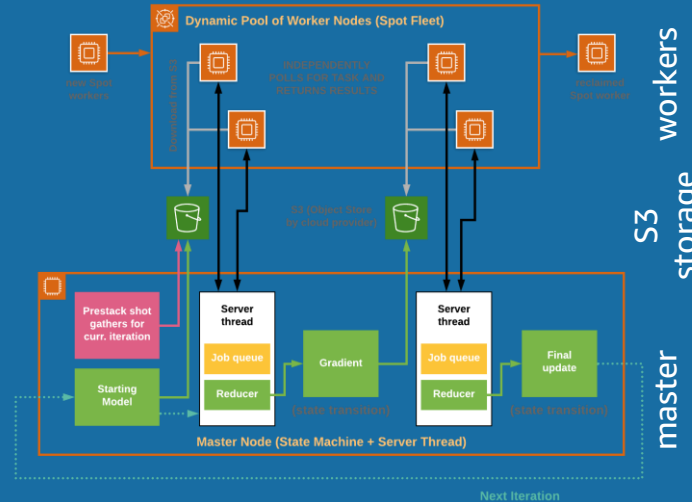 Dynamic Pool of Worker Nodes (Spot Fleet)
new Spot
workers
Download from S3
INDEPENDENTLY
POLLS FOR TASK AND
RETURNS RESULTS
reclaimed
Spot worker
workers
S3 (Object Store
by cloud provider)
S3
storage
Prestack shot
gathers for
curr. iteration
Starting
Model
Server
thread
Job queue
Reducer
Gradient
(state transition)
Server
thread
Job queue
Reducer
Final
update
(state transition)
master
Master Node (State Machine + Server Thread)
Next Iteration